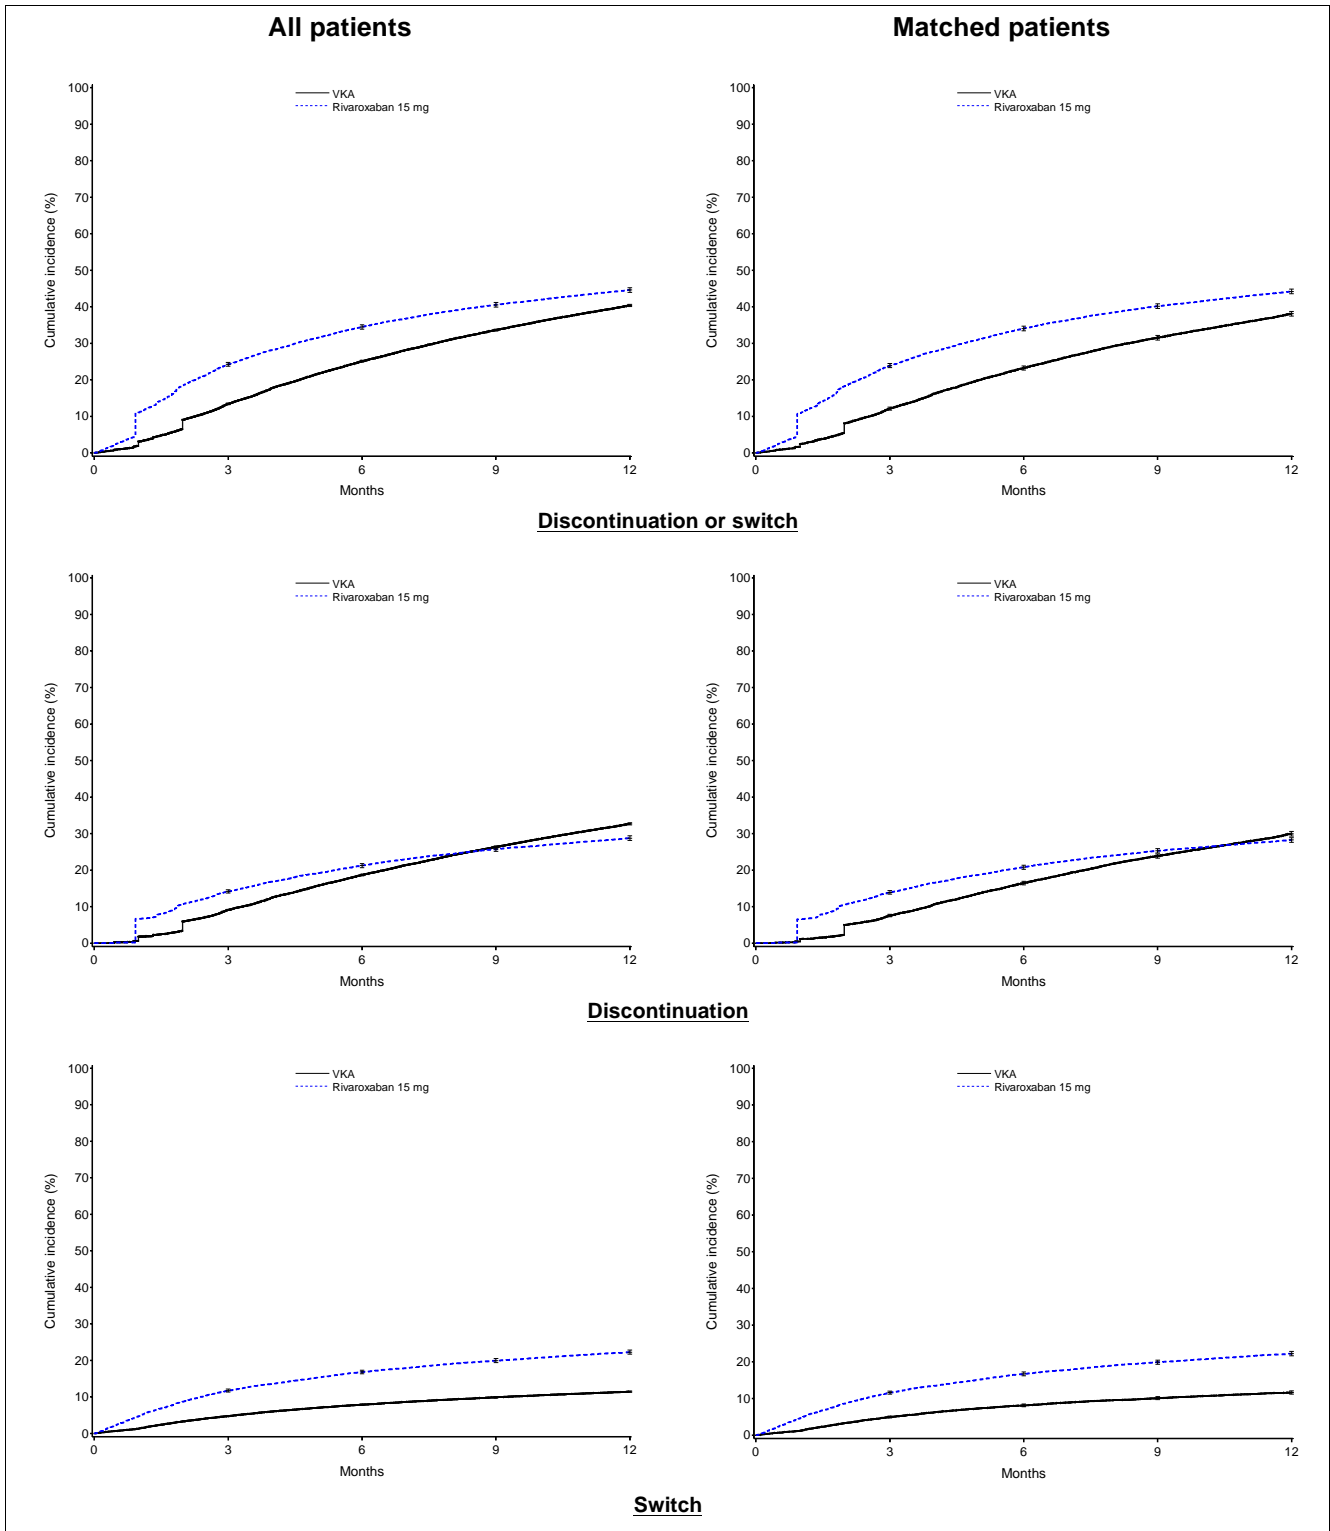 All patients
Matched patients
VKA
Rivaroxaban 15 mg
Cumulative incidence (%)
100
90
80
70
60
50
40
30
20
10
0
0 3 6 9 12
Months
VKA
Rivaroxaban 15 mg
Cumulative incidence (%)
100
90
80
70
60
50
40
30
20
10
0
0 3 6 9 12
Months
Discontinuation or switch
VKA
Rivaroxaban 15 mg
Cumulative incidence (%)
100
90
80
70
60
50
40
30
20
10
0
0 3 6 9 12
Months
VKA
Rivaroxaban 15 mg
Cumulative incidence (%)
100
90
80
70
60
50
40
30
20
10
0
0 3 6 9 12
Months
Discontinuation
VKA
Rivaroxaban 15 mg
Cumulative incidence (%)
100
90
80
70
60
50
40
30
20
10
0
0 3 6 9 12
Months
VKA
Rivaroxaban 15 mg
Cumulative incidence (%)
100
90
80
70
60
50
40
30
20
10
0
0 3 6 9 12
Months
Switch